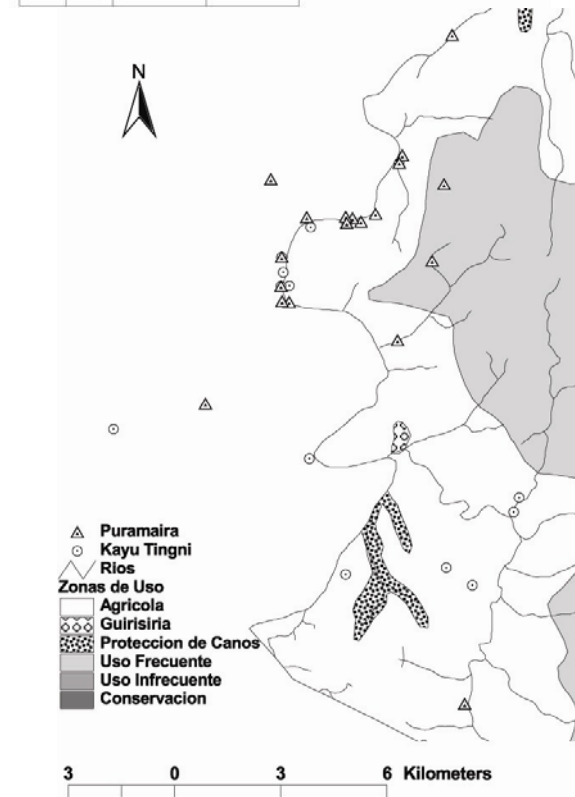 N
Puramaira
Kayu Tingni
Rios
Zonas de Uso
Agricola
Guirisiria
Proteccion de Canos
Uso Frecuente
Uso Infrecuente
Conservacion
3 0 3 6 Kilometers